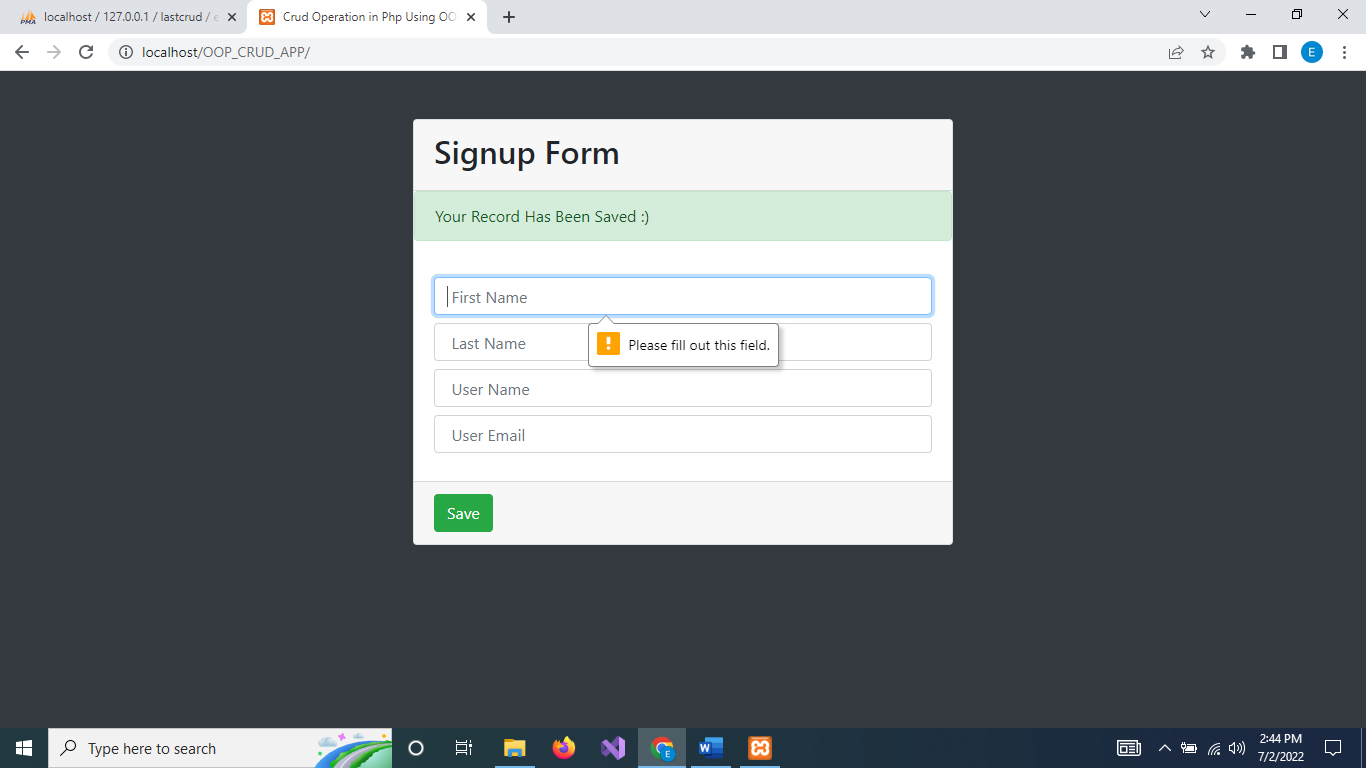 PMA
localhost / 127.0.0.1 / lastcrud / e
Crud Operation in Php Using OO
localhost/OOP_CRUD_APP/
E
Signup Form
Your Record Has Been Saved :)
First Name
Please fill out this field.
Last Name
User Name
User Email
Save
Type here to search
E
2:44 PM
7/2/2022